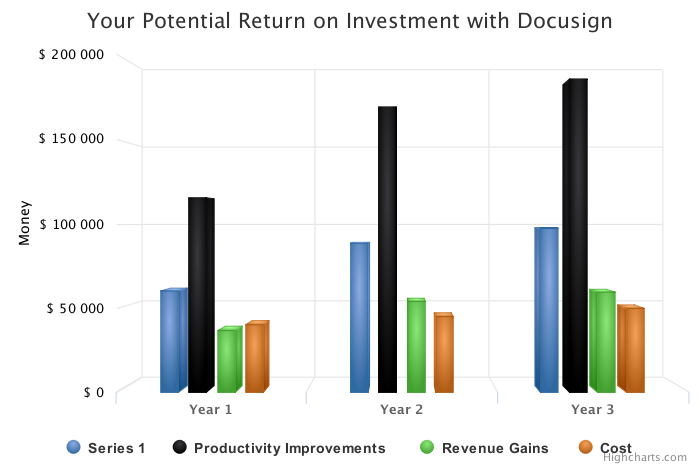 Your Potential Return on Investment with Docusign
$ 200 000
$ 150 000
$ 100 000
$ 50 000
$ 0
Money
Year 1
Year 2
Year 3
Series 1
Productivity Improvements
Revenue Gains
Cost
Highcharts.com